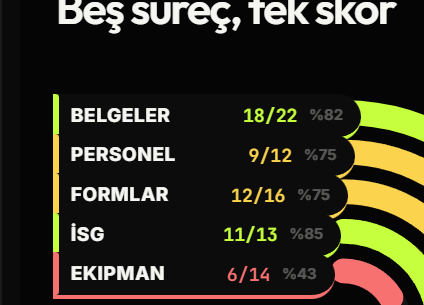 Beş süreç, tek skor
BELGELER 18/22 %82
PERSONEL 9/12 %75
FORMLAR 12/16 %75
İSG 11/13 %85
EKIPMAN 6/14 %43